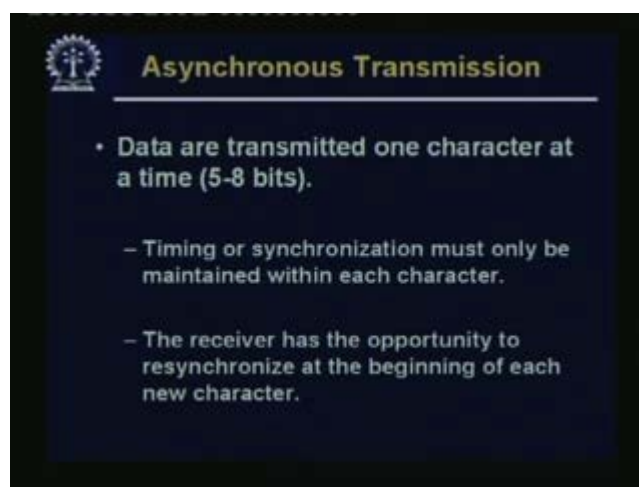 Asynchronous Transmission
• Data are transmitted one character at
a time (5-8 bits).
– Timing or synchronization must only be
maintained within each character.
– The receiver has the opportunity to
resynchronize at the beginning of each
new character.